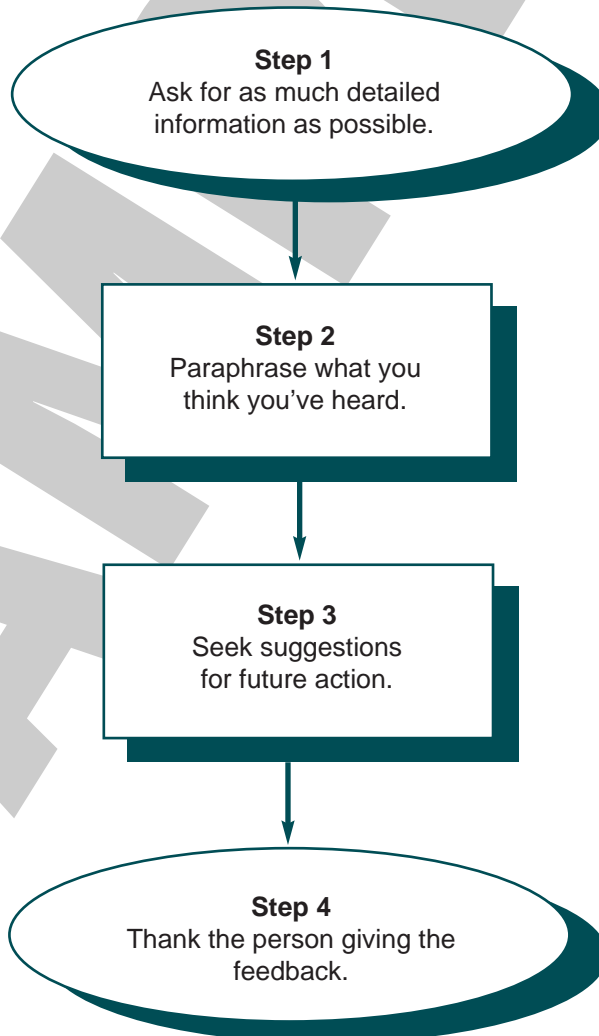 Step 1
Ask for as much detailed
information as possible.
Step 2
Paraphrase what you
think you’ve heard.
Step 3
Seek suggestions
for future action.
Step 4
Thank the person giving the
feedback.